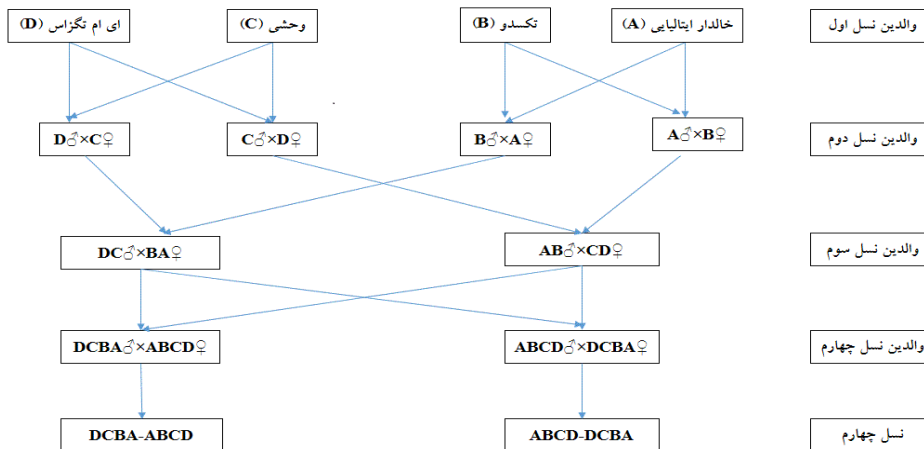 والدین نسل اول
خالدار ایتالیایی (A)
تکسدو (B)
وحشی (C)
ای ام تگزاس (D)
والدین نسل دوم
A♂×B♀
B♂×A♀
C♂×D♀
D♂×C♀
والدین نسل سوم
AB♂×CD♀
DC♂×BA♀
والدین نسل چهارم
ABCD♂×DCBA♀
DCBA♂×ABCD♀
نسل چهارم
ABCD-DCBA
DCBA-ABCD